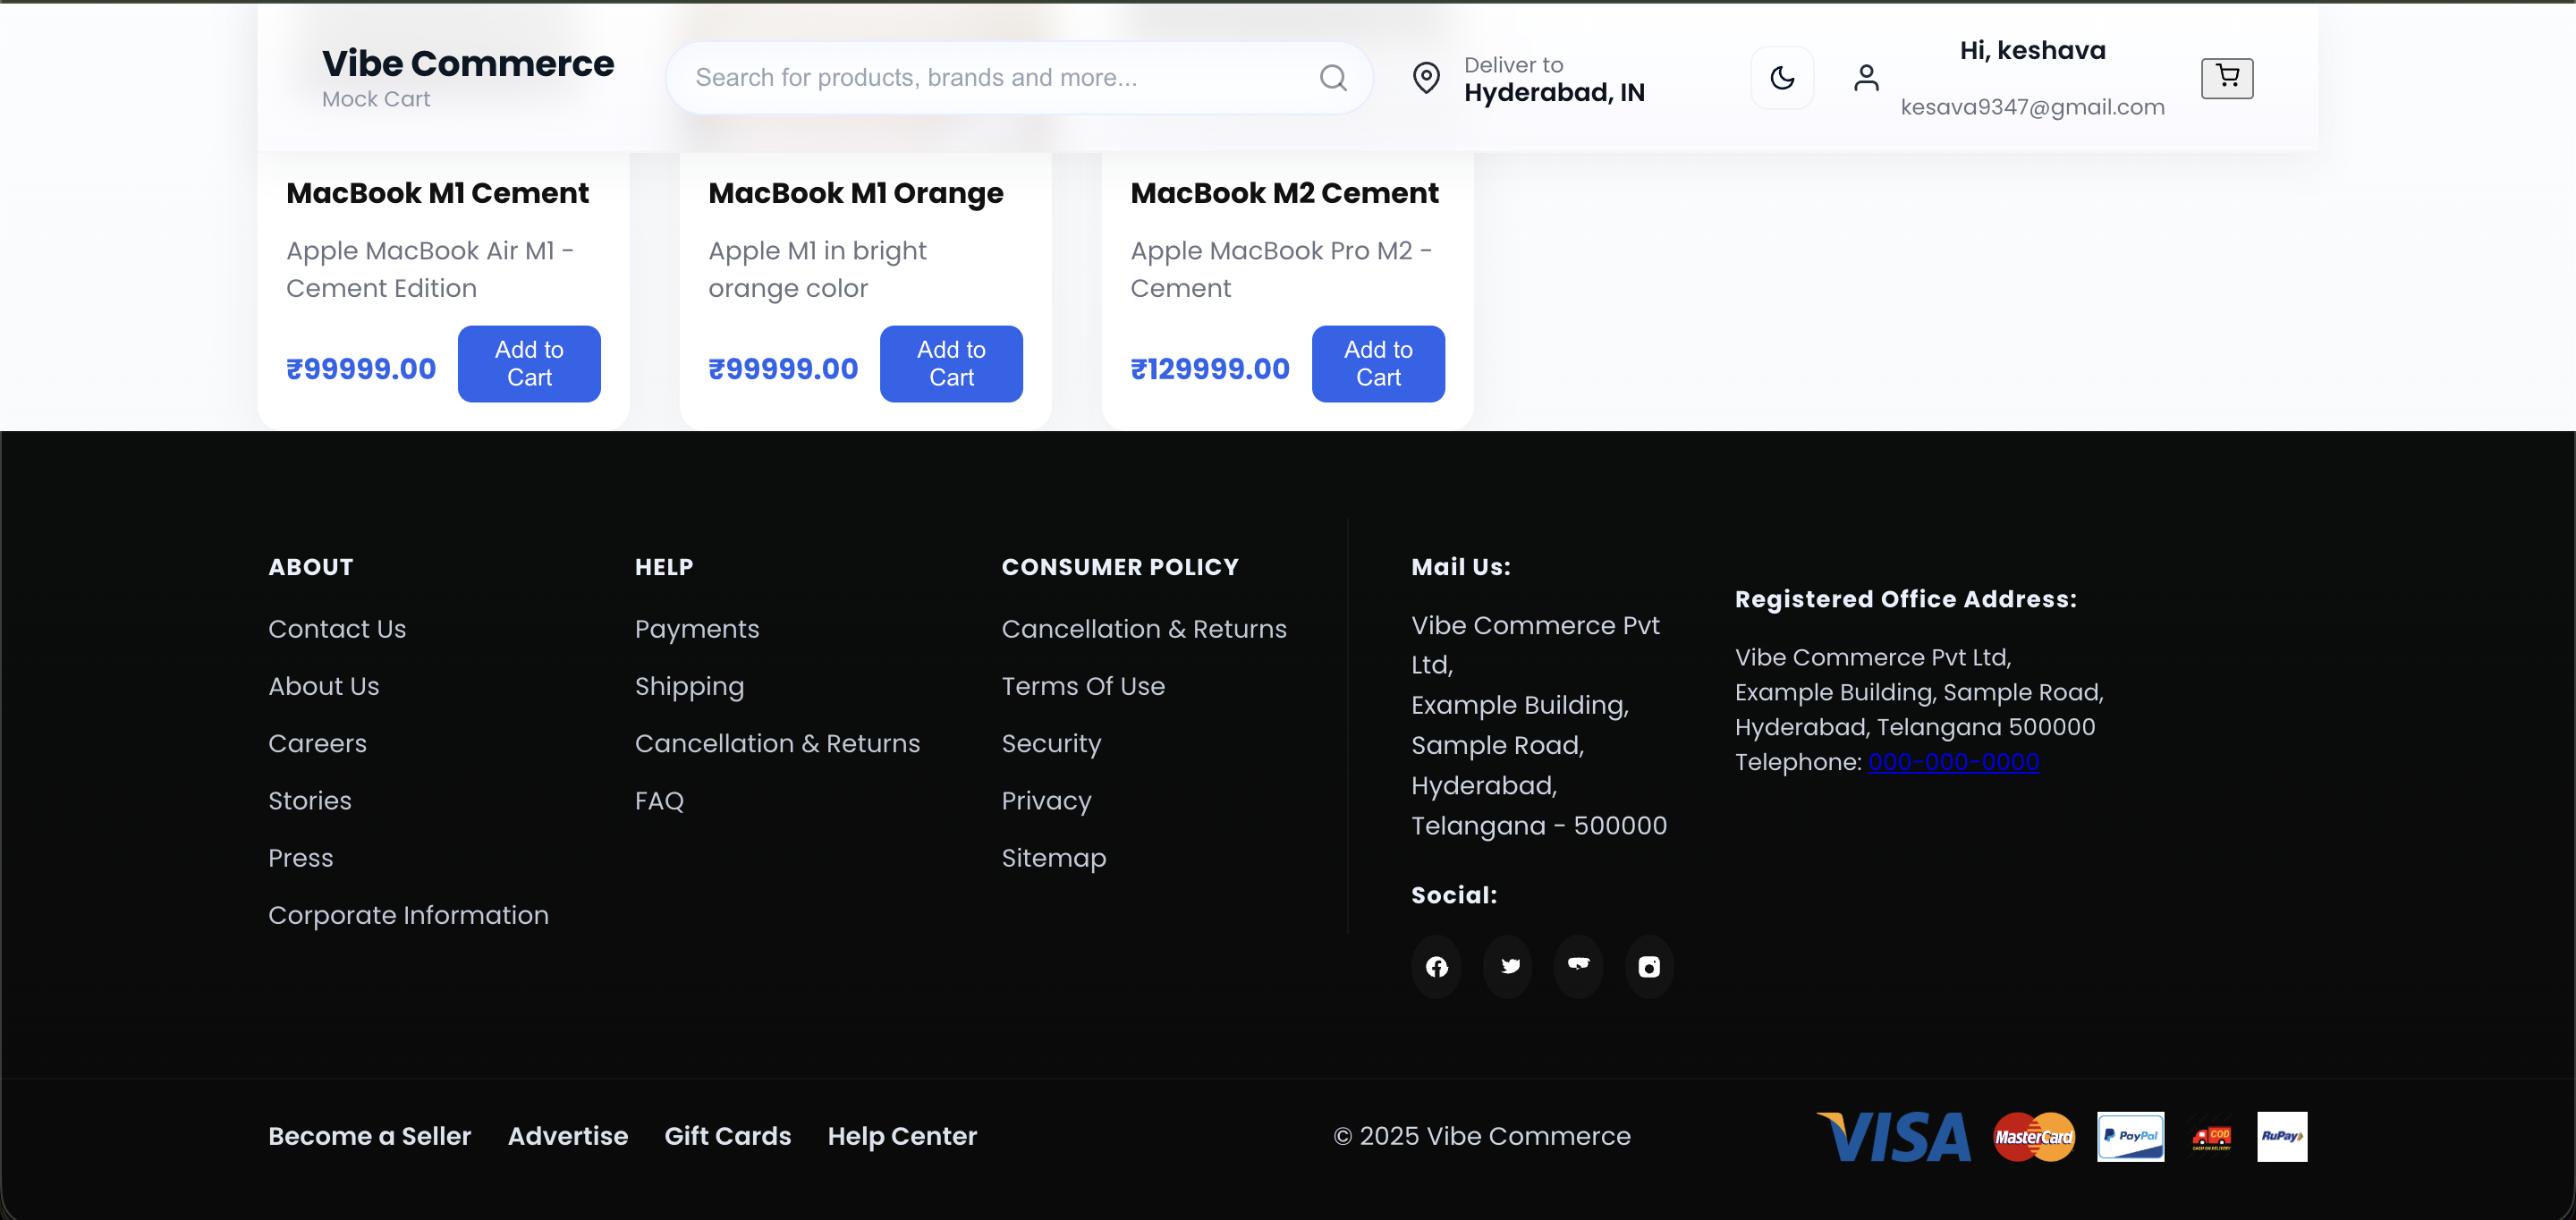 Vibe Commerce
Mock Cart
Search for products, brands and more...
Deliver to
Hyderabad, IN
Hi, keshava
kesava9347@gmail.com
MacBook M1 Cement
Apple MacBook Air M1 -
Cement Edition
₹99999.00
Add to
Cart
MacBook M1 Orange
Apple M1 in bright
orange color
₹99999.00
Add to
Cart
MacBook M2 Cement
Apple MacBook Pro M2 -
Cement
₹129999.00
Add to
Cart
ABOUT
Contact Us
About Us
Careers
Stories
Press
Corporate Information
HELP
Payments
Shipping
Cancellation & Returns
FAQ
CONSUMER POLICY
Cancellation & Returns
Terms Of Use
Security
Privacy
Sitemap
Mail Us:
Vibe Commerce Pvt
Ltd,
Example Building,
Sample Road,
Hyderabad,
Telangana - 500000
Social:
Registered Office Address:
Vibe Commerce Pvt Ltd,
Example Building, Sample Road,
Hyderabad, Telangana 500000
Telephone: 000-000-0000
Become a Seller
Advertise
Gift Cards
Help Center
© 2025 Vibe Commerce
VISA
MasterCard
PayPal
COD
RuPay